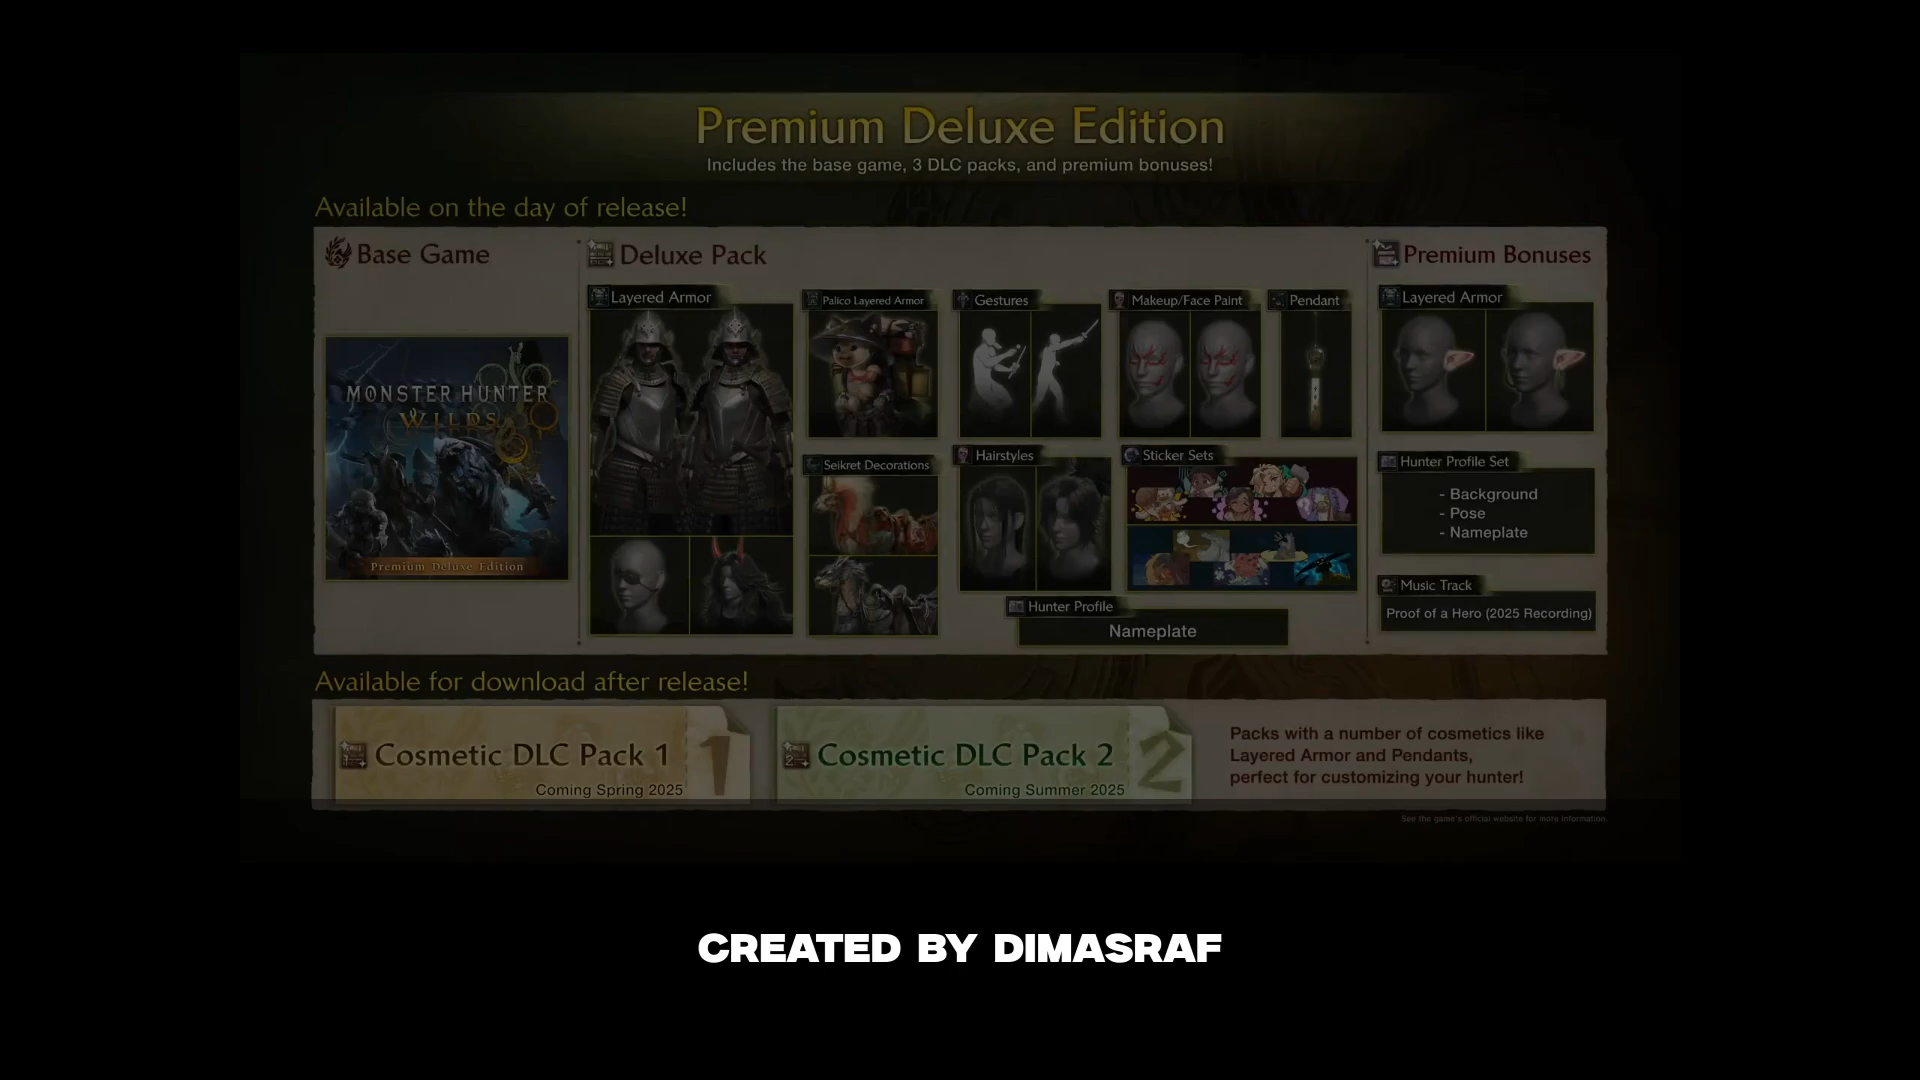 Premium Deluxe Edition
Includes the base game, 3 DLC packs, and premium bonuses!
Available on the day of release!
Base Game
MONSTER HUNTER
WILDS
Premium Deluxe Edition
Deluxe Pack
Layered Armor
Palico Layered Armor
Seikret Decorations
Gestures
Makeup/Face Paint
Pendant
Hairstyles
Sticker Sets
Hunter Profile
Nameplate
Premium Bonuses
Layered Armor
Hunter Profile Set
- Background
- Pose
- Nameplate
Music Track
Proof of a Hero (2025 Recording)
Available for download after release!
Cosmetic DLC Pack 1
1
Coming Spring 2025
Cosmetic DLC Pack 2
2
Coming Summer 2025
Packs with a number of cosmetics like
Layered Armor and Pendants,
perfect for customizing your hunter!
See the game's official website for more information.
CREATED BY DIMASRAF